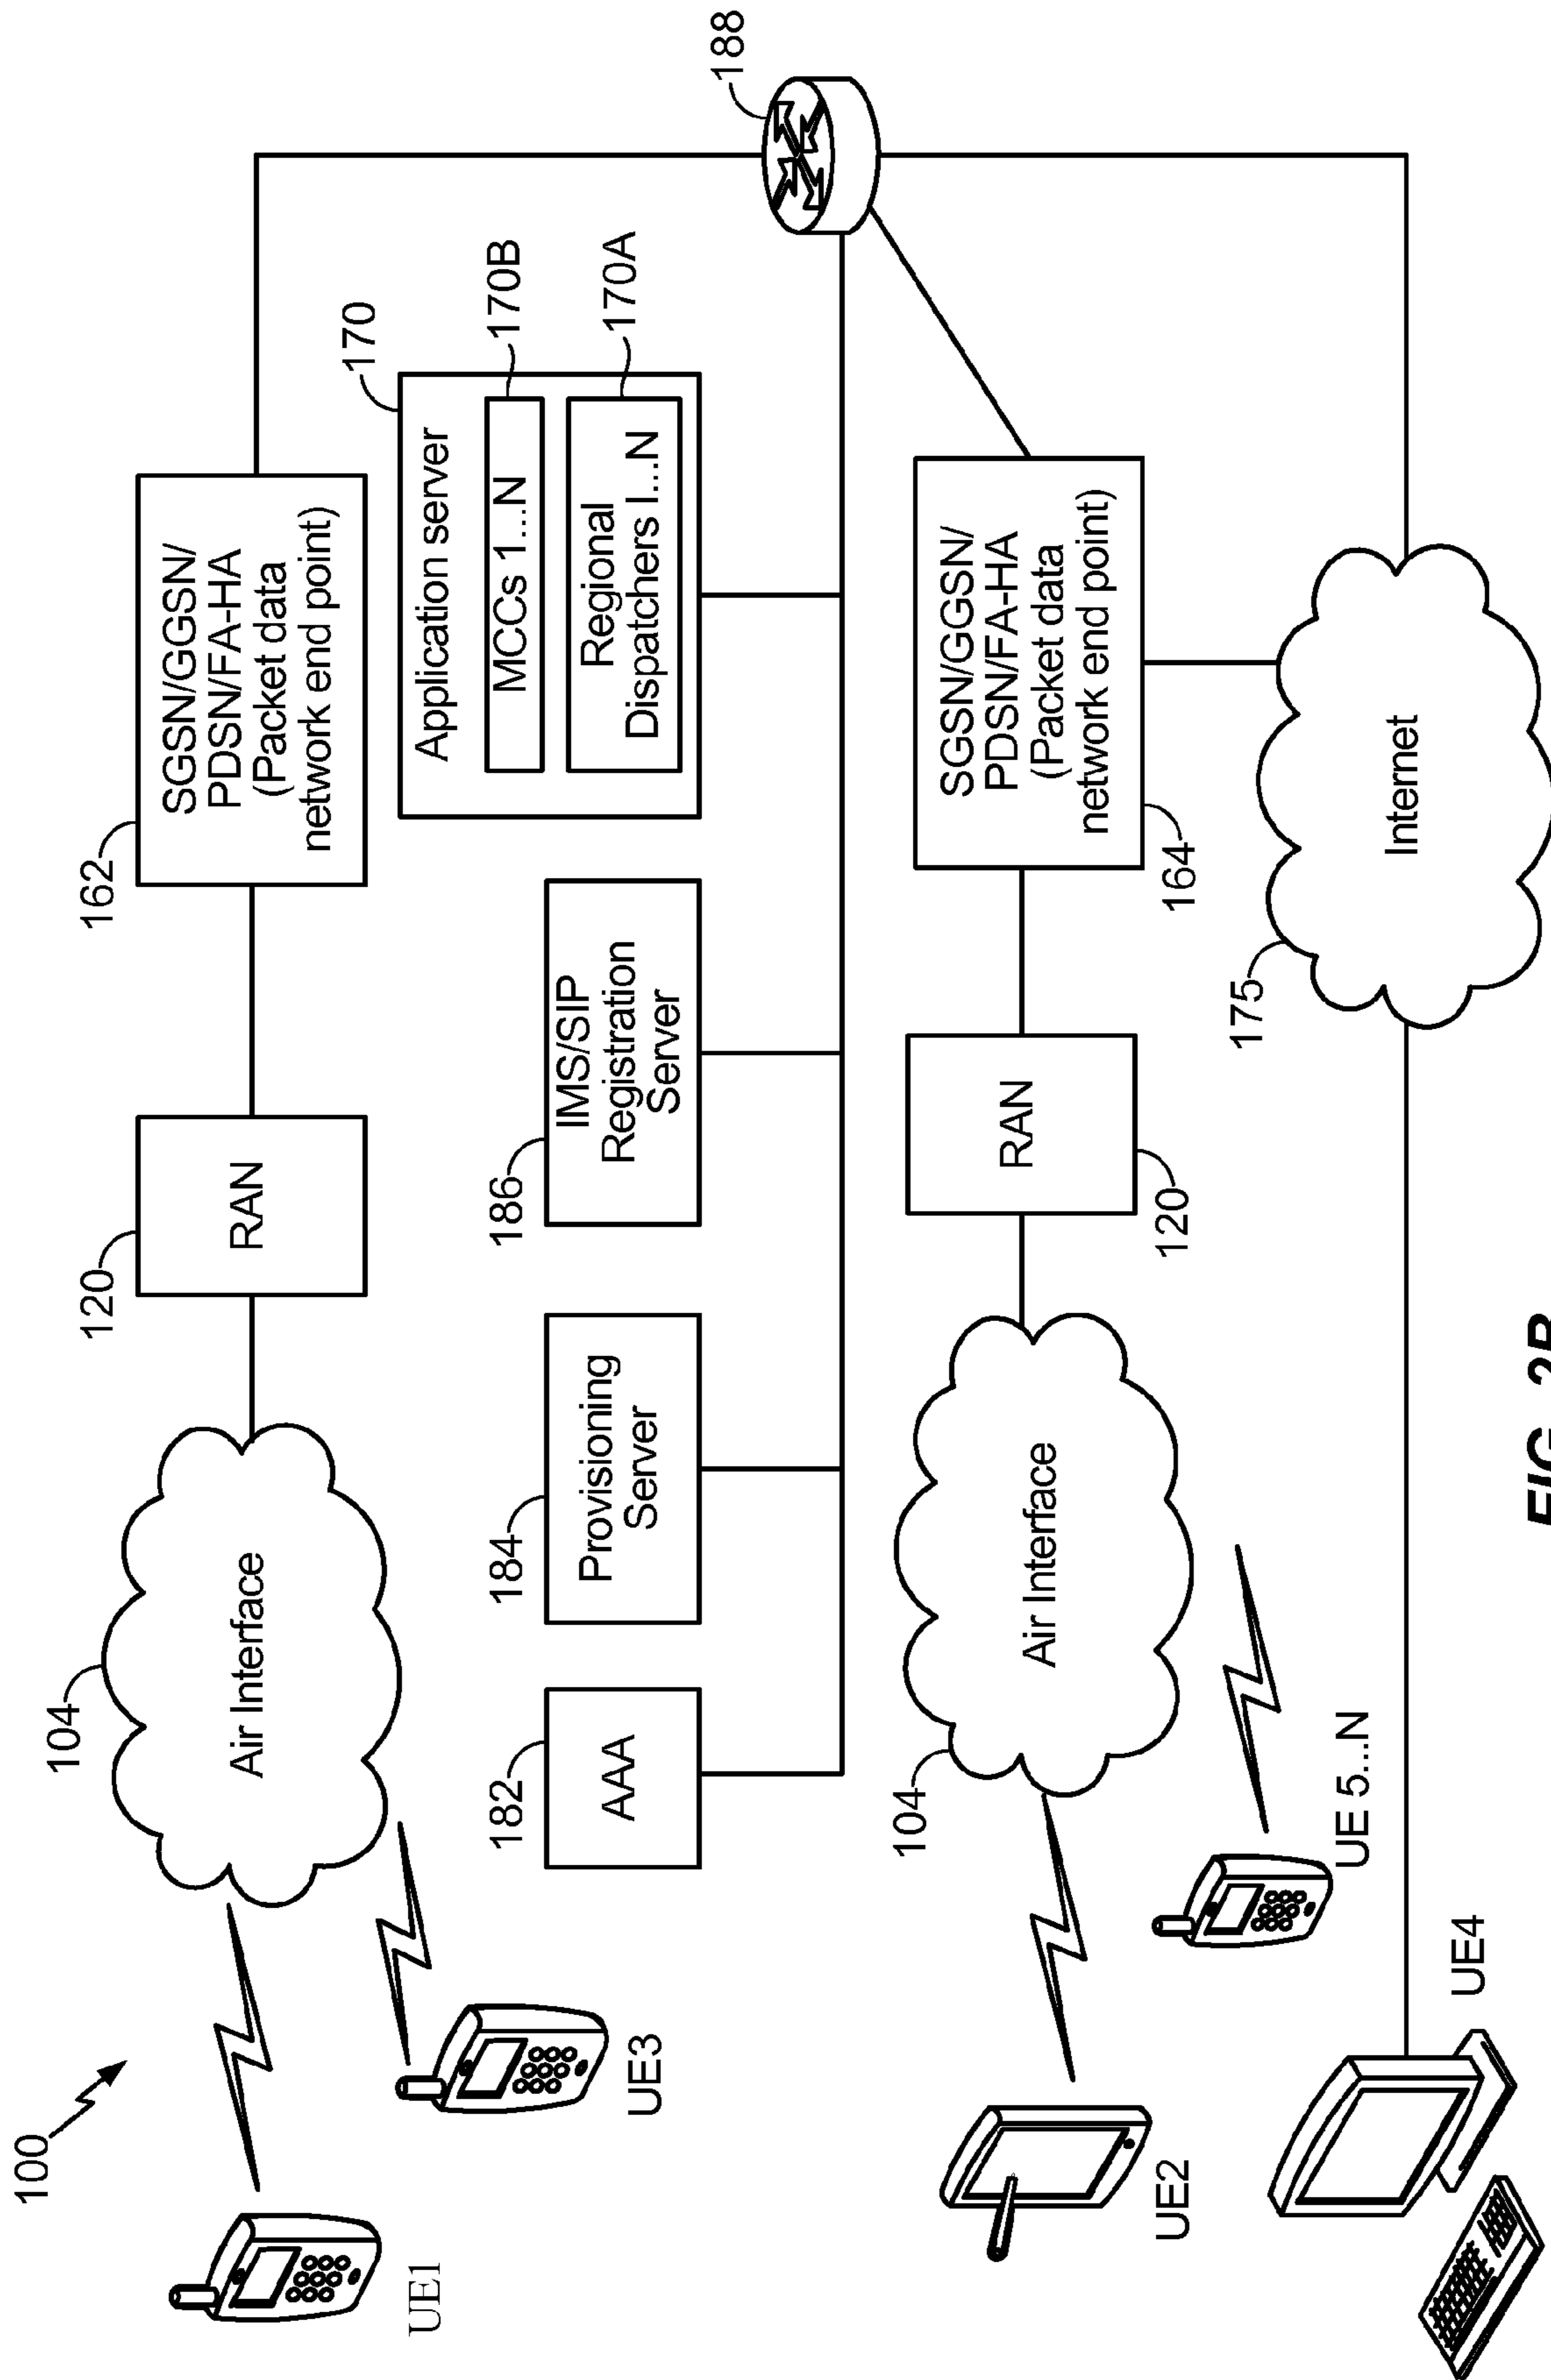 100
UE1
UE3
104
Air Interface
120
RAN
162
SGSN/GGSN/
PDSN/FA-HA
(Packet data
network end point)
182
AAA
184
Provisioning
Server
186
IMS/SIP
Registration
Server
170
Application server
MCCs 1...N
170B
Regional
Dispatchers I...N
170A
188
UE2
104
Air Interface
UE 5...N
RAN
120
SGSN/GGSN/
PDSN/FA-HA
(Packet data
network end point)
164
175
Internet
UE4